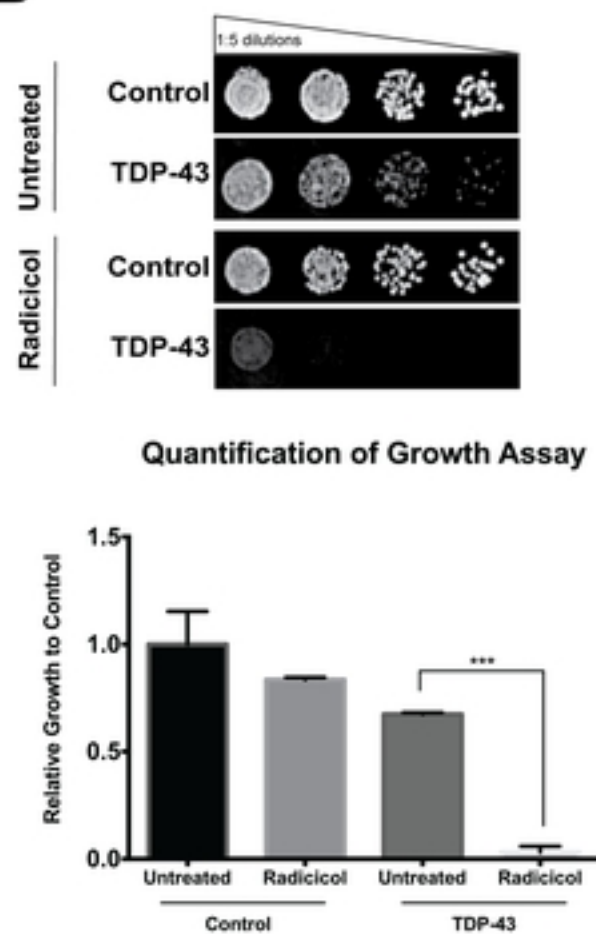 1:5 dilutions
Untreated
Control
TDP-43
Radicicol
Control
TDP-43
Quantification of Growth Assay
Relative Growth to Control
1.5
1.0
0.5
0.0
***
Untreated Radicicol Untreated Radicicol
Control TDP-43